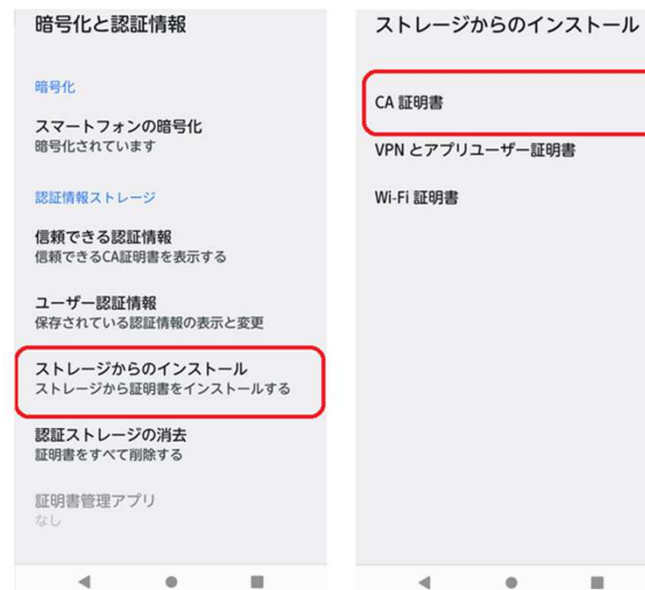 暗号化と認証情報
暗号化
スマートフォンの暗号化
暗号化されています
認証情報ストレージ
信頼できる認証情報
信頼できるCA証明書を表示する
ユーザー認証情報
保存されている認証情報の表示と変更
ストレージからのインストール
ストレージから証明書をインストールする
認証ストレージの消去
証明書をすべて削除する
証明書管理アプリ
なし
ストレージからのインストール
CA 証明書
VPN とアプリユーザー証明書
Wi-Fi 証明書